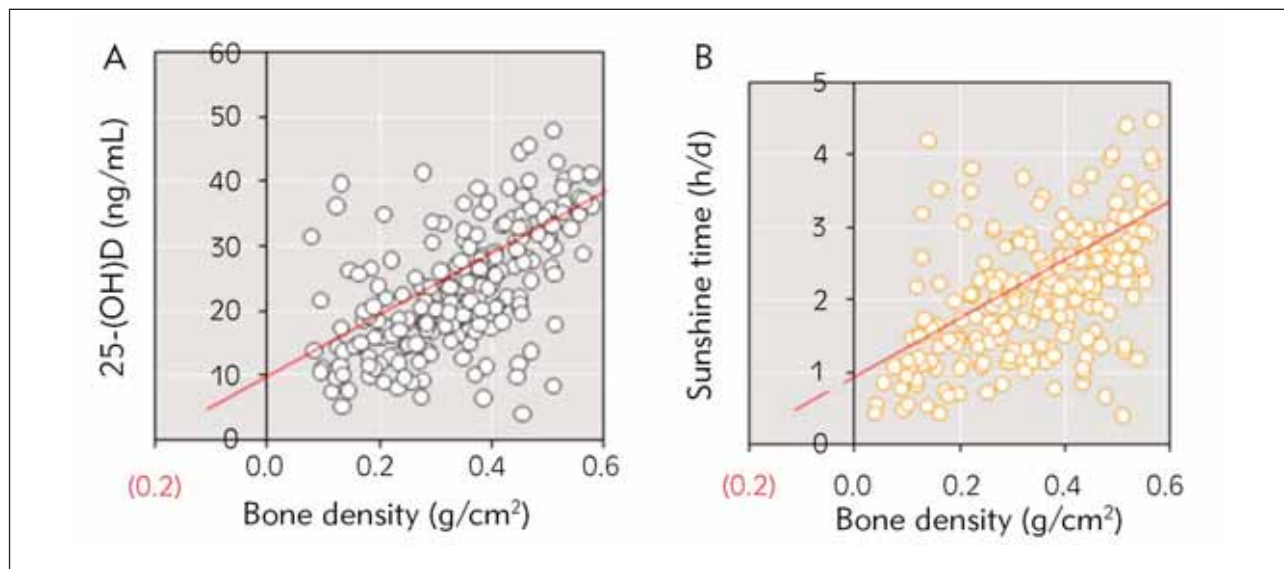 A
25-(OH)D (ng/mL)
60
50
40
30
20
10
0
0.0 0.2 0.4 0.6
(0.2)
Bone density (g/cm²)
B
Sunshine time (h/d)
5
4
3
2
1
0
0.0 0.2 0.4 0.6
(0.2)
Bone density (g/cm²)